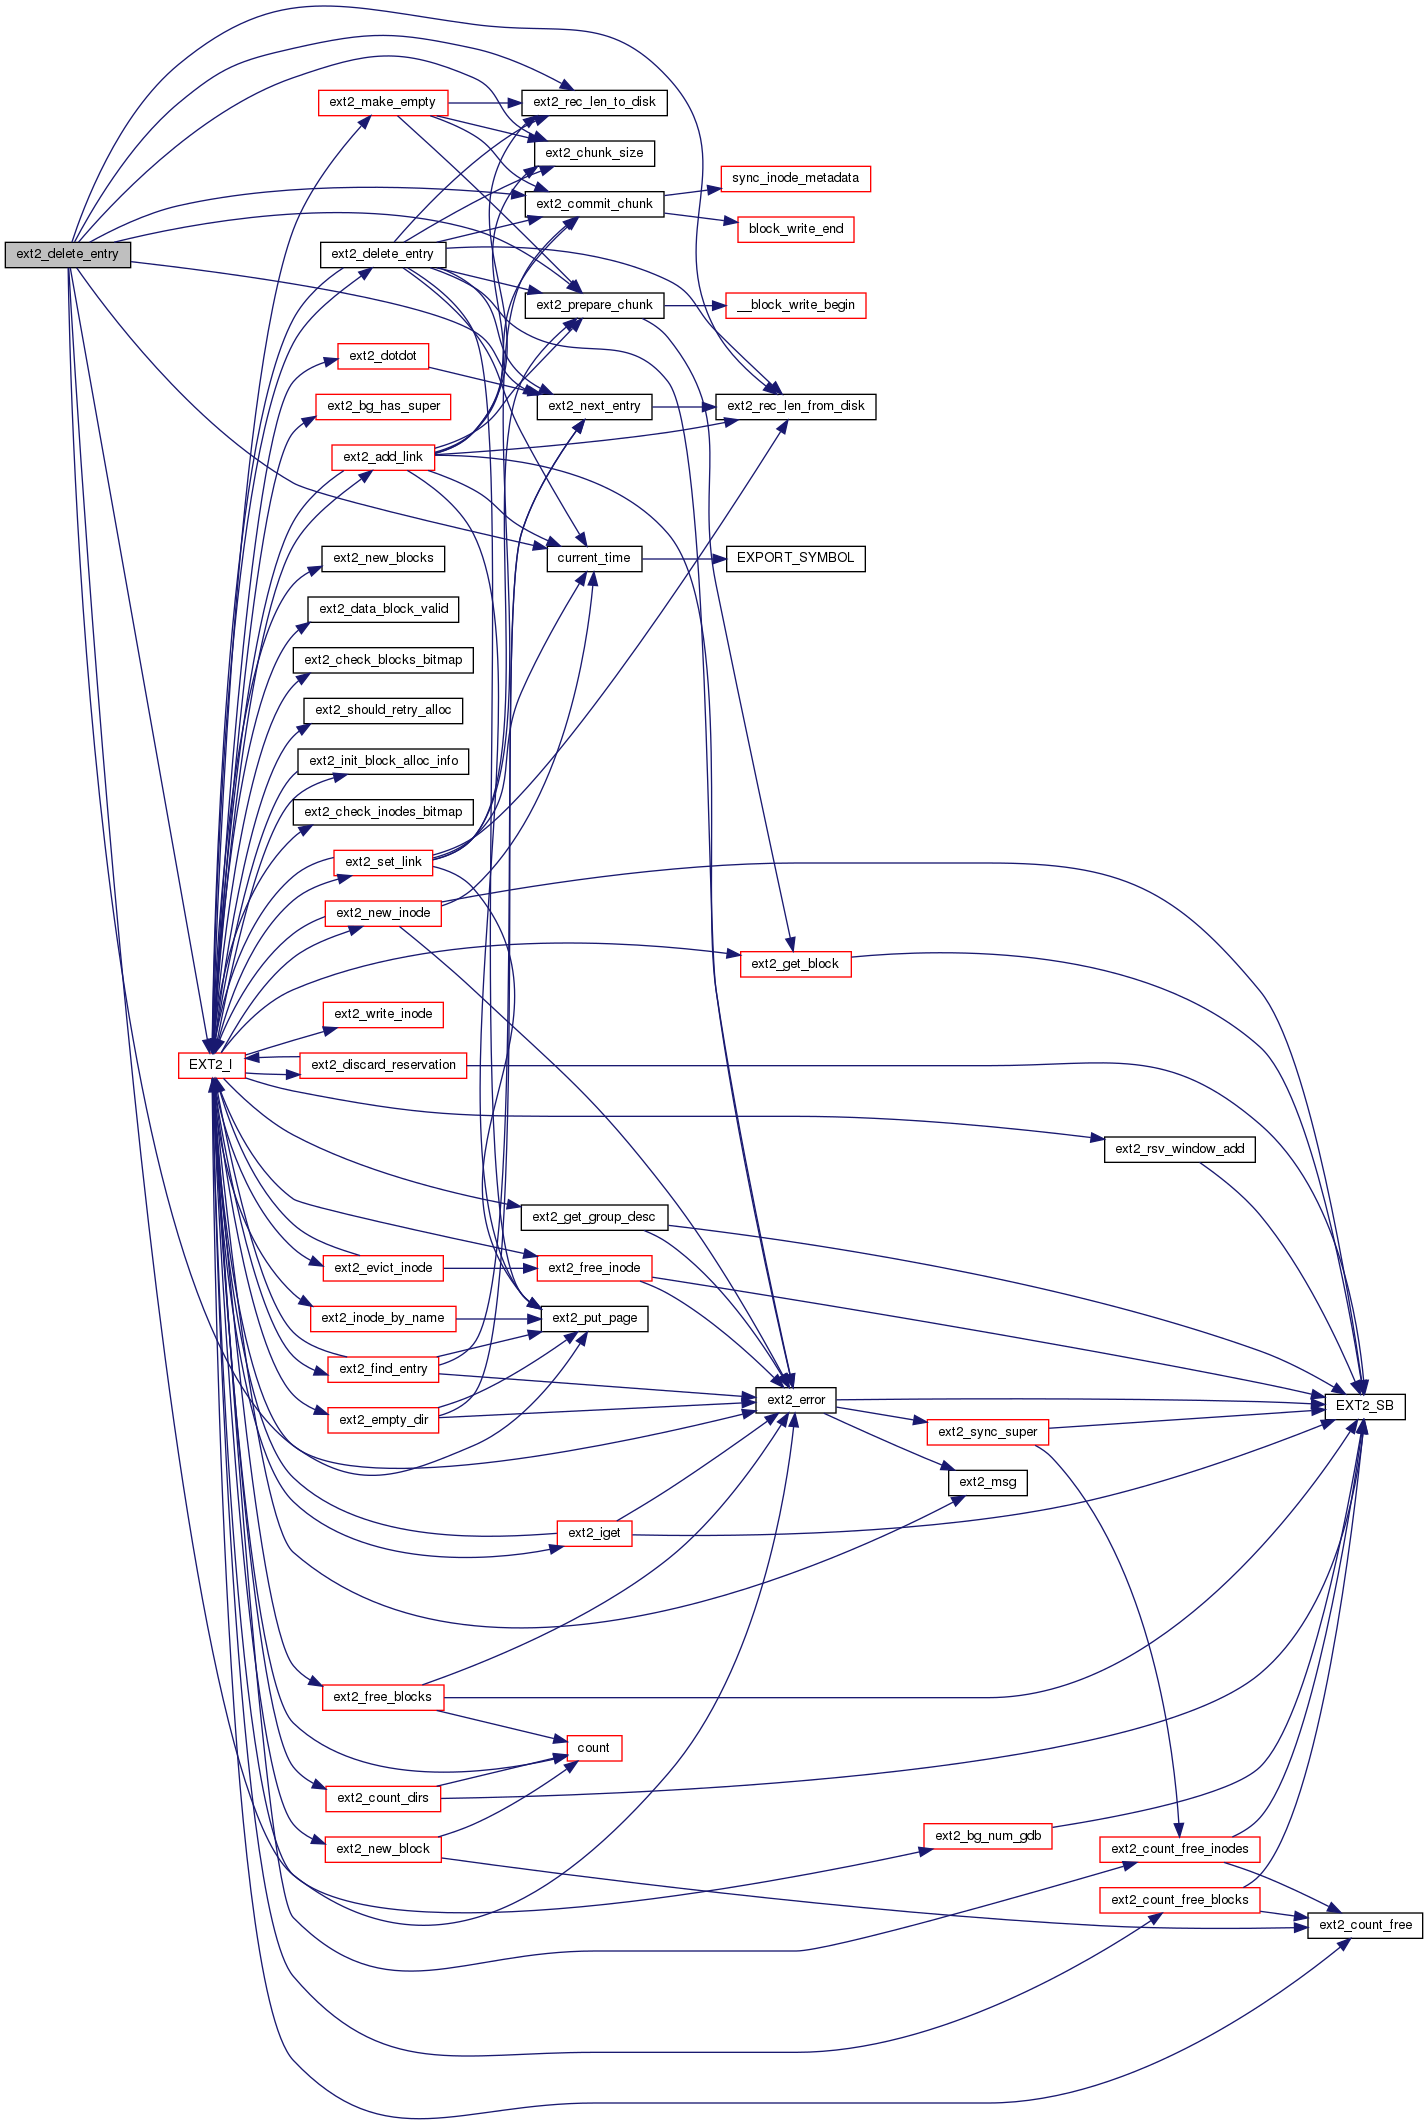 ext2_make_empty
ext2_rec_len_to_disk
ext2_chunk_size
sync_inode_metadata
ext2_commit_chunk
block_write_end
ext2_delete_entry
ext2_delete_entry
ext2_prepare_chunk
__block_write_begin
ext2_dotdot
ext2_bg_has_super
ext2_next_entry
ext2_rec_len_from_disk
ext2_add_link
ext2_new_blocks
current_time
EXPORT_SYMBOL
ext2_data_block_valid
ext2_check_blocks_bitmap
ext2_should_retry_alloc
ext2_init_block_alloc_info
ext2_check_inodes_bitmap
ext2_set_link
ext2_new_inode
ext2_get_block
ext2_write_inode
EXT2_I
ext2_discard_reservation
ext2_rsv_window_add
ext2_get_group_desc
ext2_evict_inode
ext2_free_inode
ext2_inode_by_name
ext2_put_page
ext2_find_entry
ext2_error
EXT2_SB
ext2_empty_dir
ext2_sync_super
ext2_msg
ext2_iget
ext2_free_blocks
count
ext2_count_dirs
ext2_bg_num_gdb
ext2_new_block
ext2_count_free_inodes
ext2_count_free_blocks
ext2_count_free